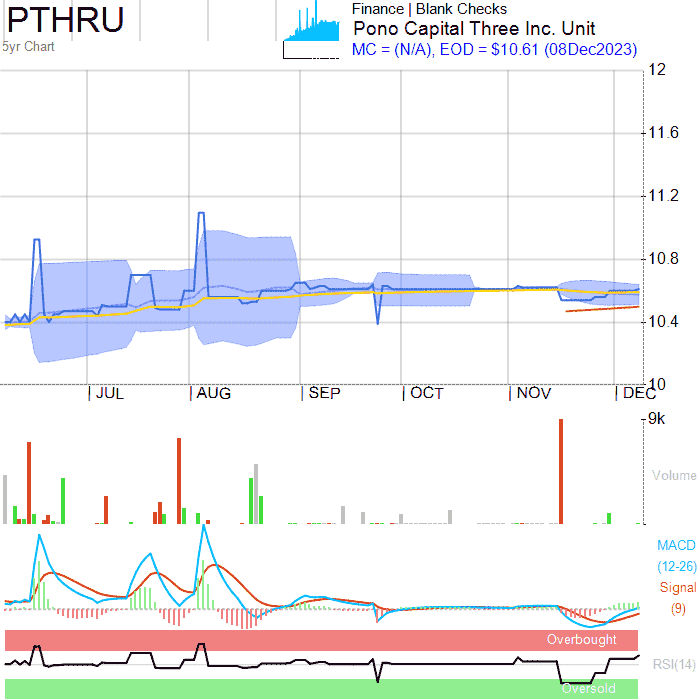 PTHRU
5yr Chart
Finance | Blank Checks
Pono Capital Three Inc. Unit
MC = (N/A), EOD = $10.61 (08Dec2023)
12
11.6
11.2
10.8
10.4
10
JUL AUG SEP OCT NOV DEC
9k
Volume
MACD
(12-26)
Signal
(9)
Overbought
RSI(14)
Oversold